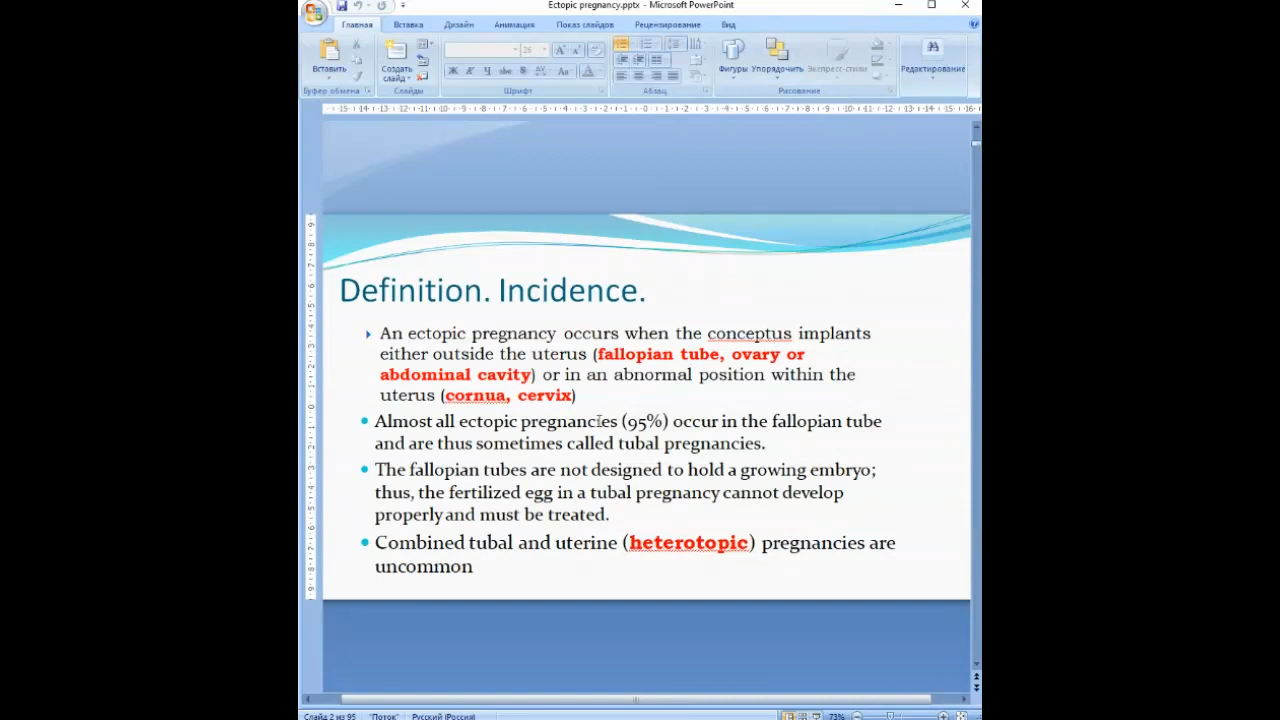 Ectopic pregnancy.pptx - Microsoft PowerPoint
Главная Вставка Дизайн Анимация Показ слайдов Рецензирование Вид
26
Вставить Создать слайд Фигуры Упорядочить Экспресс-стили Редактирование
Ж К Ч abc S AV Aa A
Буфер обмена Слайды Шрифт Абзац Рисование
Definition. Incidence.
An ectopic pregnancy occurs when the conceptus implants
either outside the uterus (fallopian tube, ovary or
abdominal cavity) or in an abnormal position within the
uterus (cornua, cervix)
Almost all ectopic pregnancies (95%) occur in the fallopian tube
and are thus sometimes called tubal pregnancies.
The fallopian tubes are not designed to hold a growing embryo;
thus, the fertilized egg in a tubal pregnancy cannot develop
properly and must be treated.
Combined tubal and uterine (heterotopic) pregnancies are
uncommon
Слайд 2 из 95 "Поток" Русский (Россия) 73%